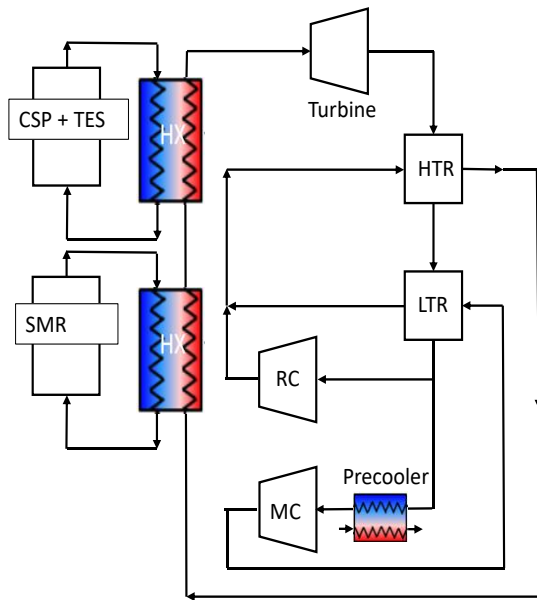 Turbine
CSP + TES
HX
HTR
LTR
SMR
HX
RC
Precooler
MC